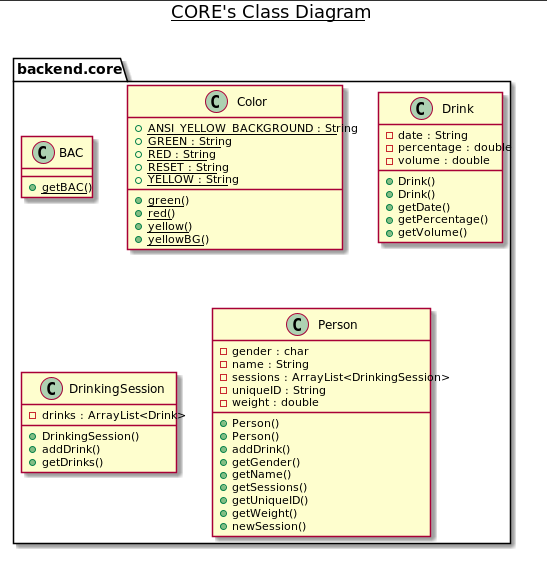 CORE's Class Diagram
backend.core
C BAC
getBAC()
C Color
ANSI_YELLOW_BACKGROUND : String
GREEN : String
RED : String
RESET : String
YELLOW : String
green()
red()
yellow()
yellowBG()
C Drink
date : String
percentage : double
volume : double
Drink()
Drink()
getDate()
getPercentage()
getVolume()
C DrinkingSession
drinks : ArrayList<Drink>
DrinkingSession()
addDrink()
getDrinks()
C Person
gender : char
name : String
sessions : ArrayList<DrinkingSession>
uniqueID : String
weight : double
Person()
Person()
addDrink()
getGender()
getName()
getSessions()
getUniqueID()
getWeight()
newSession()